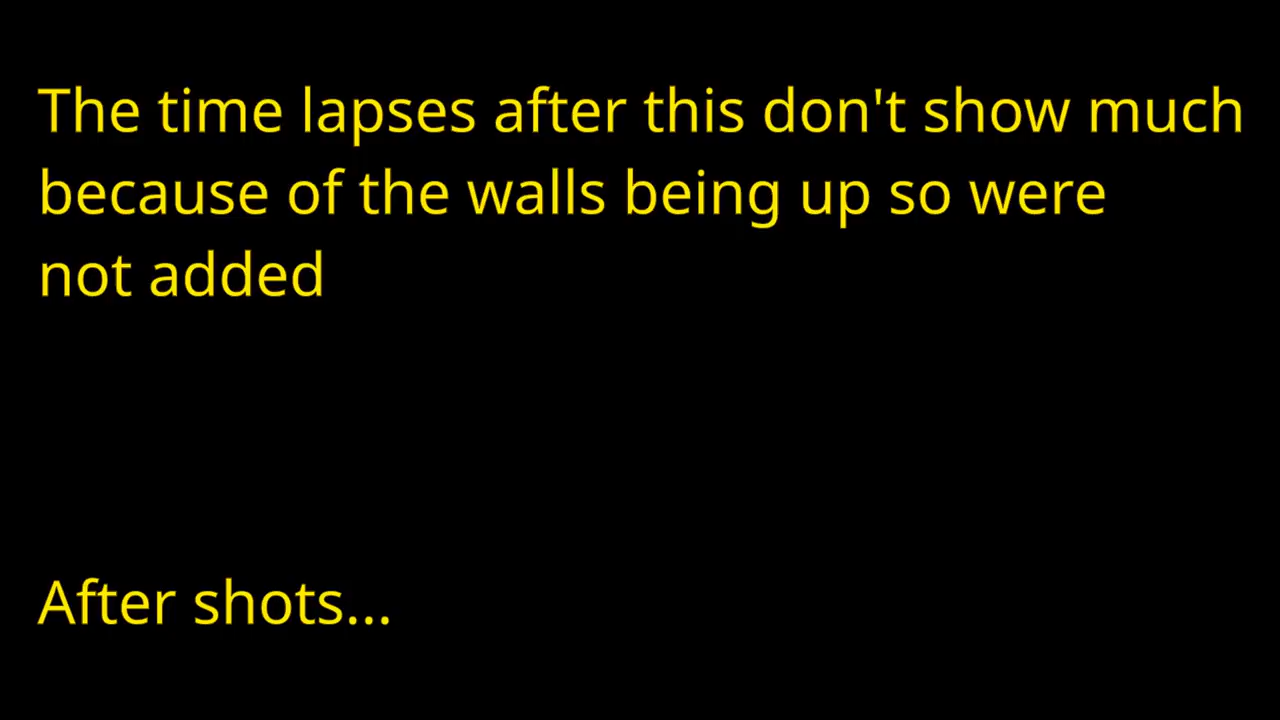 The time lapses after this don't show much
because of the walls being up so were
not added
After shots...